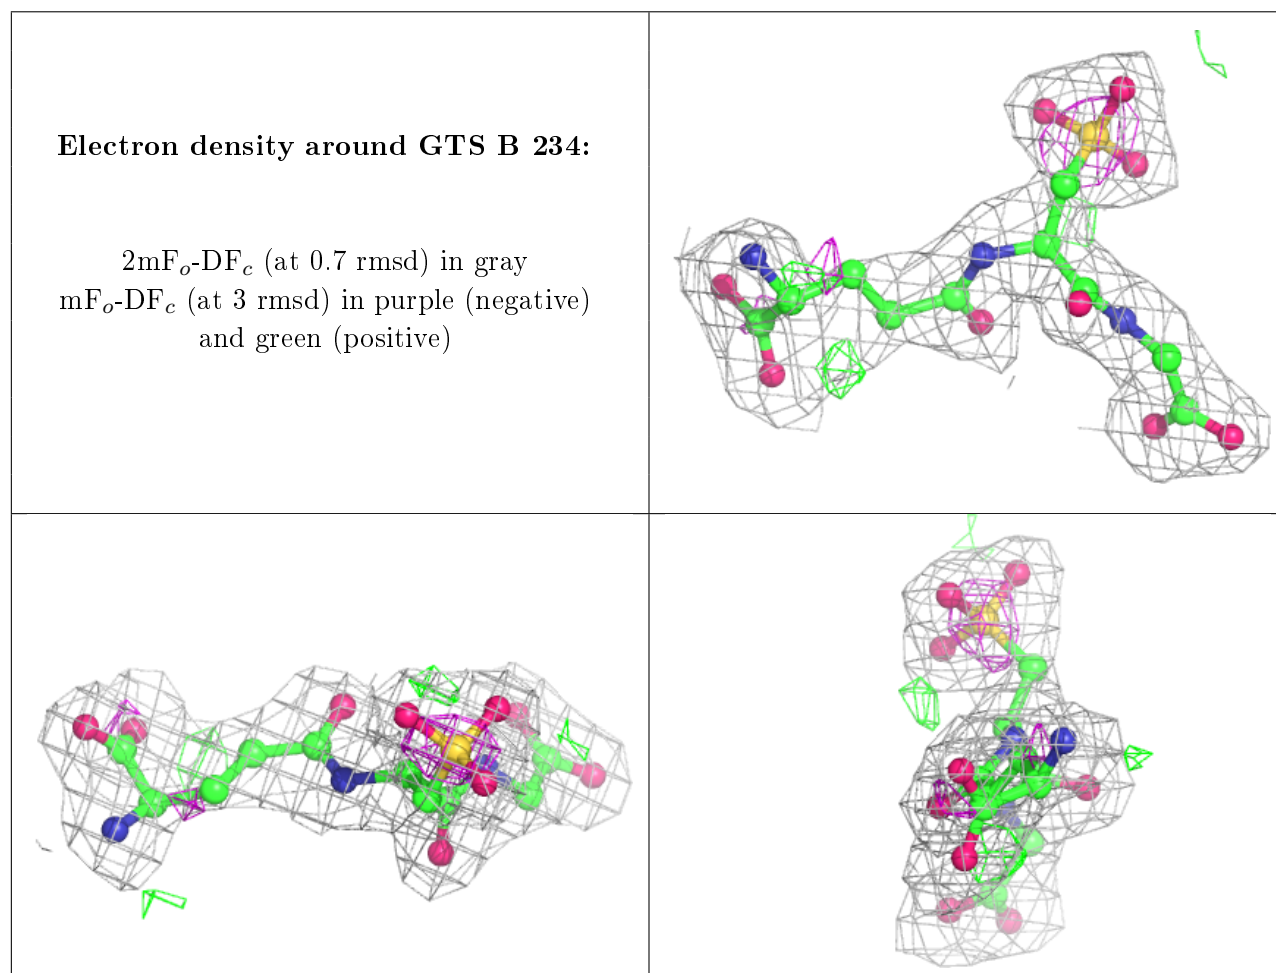 Electron density around GTS B 234:
2mFₒ-DF𝑐 (at 0.7 rmsd) in gray
mFₒ-DF𝑐 (at 3 rmsd) in purple (negative)
and green (positive)